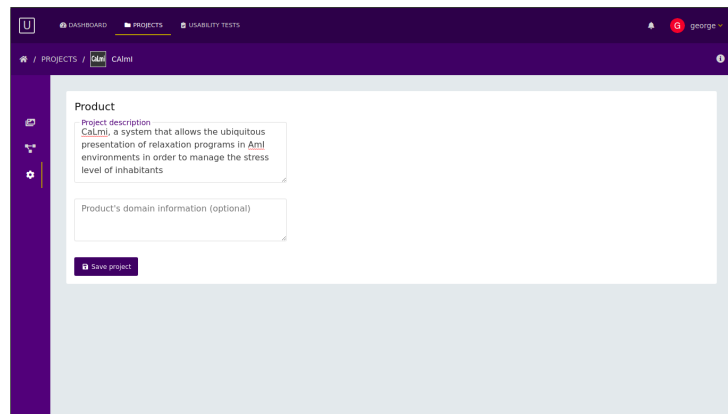 U DASHBOARD PROJECTS USABILITY TESTS G george
/ PROJECTS / CaLmi CAlmI
Product
Project description
CaLmi, a system that allows the ubiquitous
presentation of relaxation programs in AmI
environments in order to manage the stress
level of inhabitants
Product's domain information (optional)
Save project